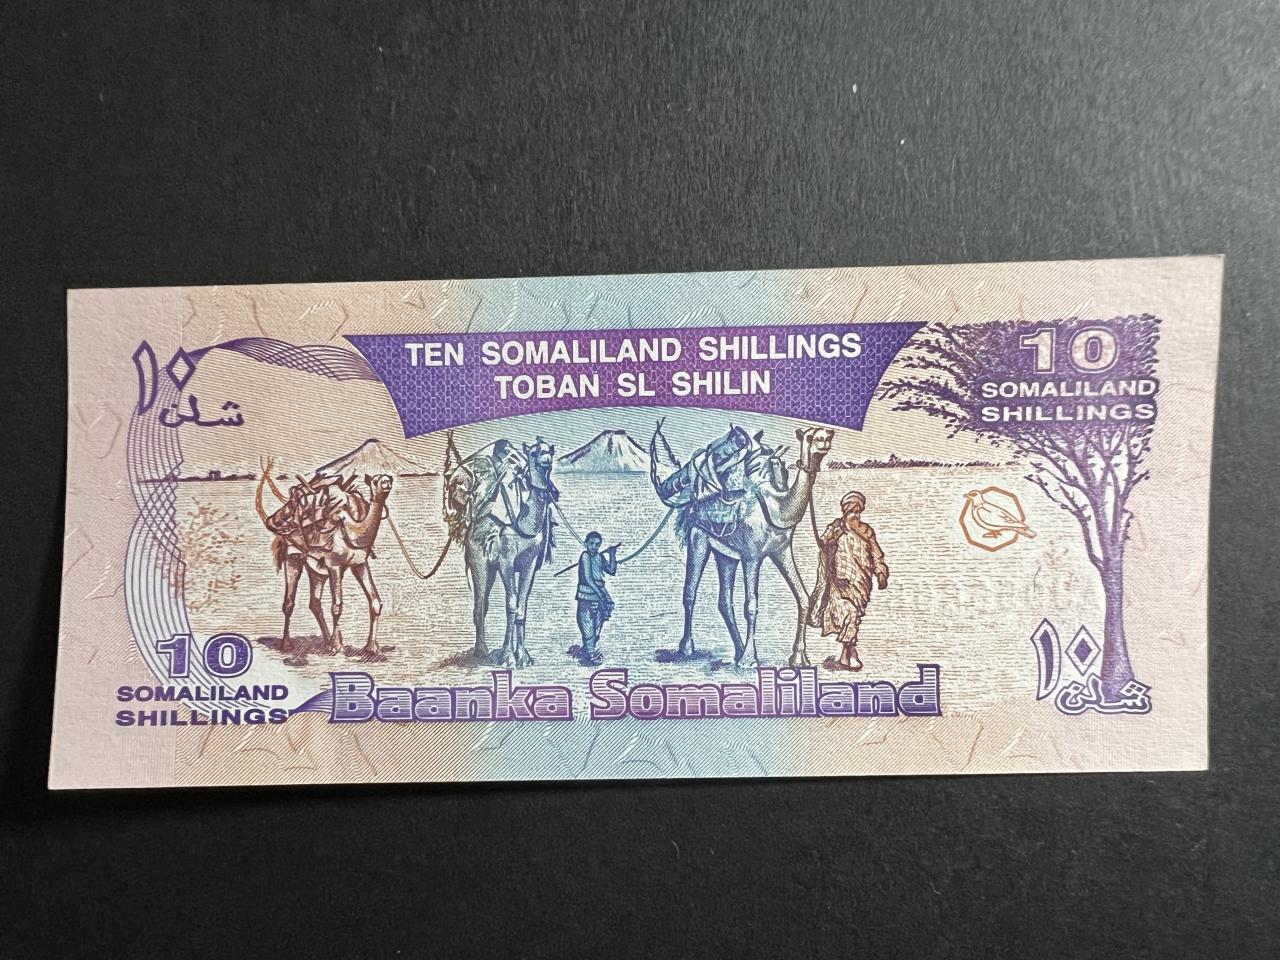 TEN SOMALILAND SHILLINGS
TOBAN SL SHILIN
10
SOMALILAND
SHILLINGS
١٠
شلن
10
SOMALILAND
SHILLINGS
Baanka Somaliland
١٠
شلن